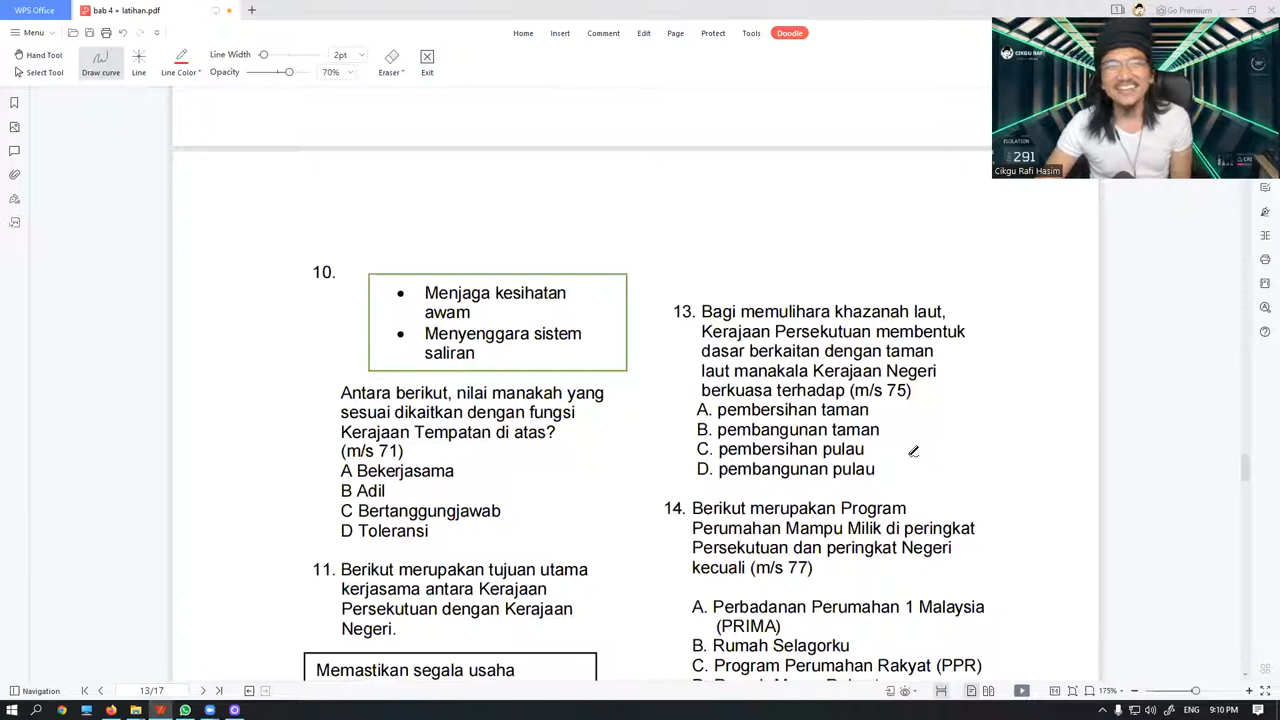 WPS Office
bab 4 + latihan.pdf
Go Premium
Menu
Home
Insert
Comment
Edit
Page
Protect
Tools
Doodle
Hand Tool
Select Tool
Draw curve
Line
Line Color
Line Width
2pt
Opacity
70%
Eraser
Exit
CIKGU RAFI
ISOLATION
291
Cikgu Rafi Hasim
10.
• Menjaga kesihatan
awam
• Menyenggara sistem
saliran
Antara berikut, nilai manakah yang
sesuai dikaitkan dengan fungsi
Kerajaan Tempatan di atas?
(m/s 71)
A Bekerjasama
B Adil
C Bertanggungjawab
D Toleransi
11. Berikut merupakan tujuan utama
kerjasama antara Kerajaan
Persekutuan dengan Kerajaan
Negeri.
Memastikan segala usaha
13. Bagi memulihara khazanah laut,
Kerajaan Persekutuan membentuk
dasar berkaitan dengan taman
laut manakala Kerajaan Negeri
berkuasa terhadap (m/s 75)
A. pembersihan taman
B. pembangunan taman
C. pembersihan pulau
D. pembangunan pulau
14. Berikut merupakan Program
Perumahan Mampu Milik di peringkat
Persekutuan dan peringkat Negeri
kecuali (m/s 77)
A. Perbadanan Perumahan 1 Malaysia
(PRIMA)
B. Rumah Selagorku
C. Program Perumahan Rakyat (PPR)
Navigation
13/17
175%
ENG
9:10 PM